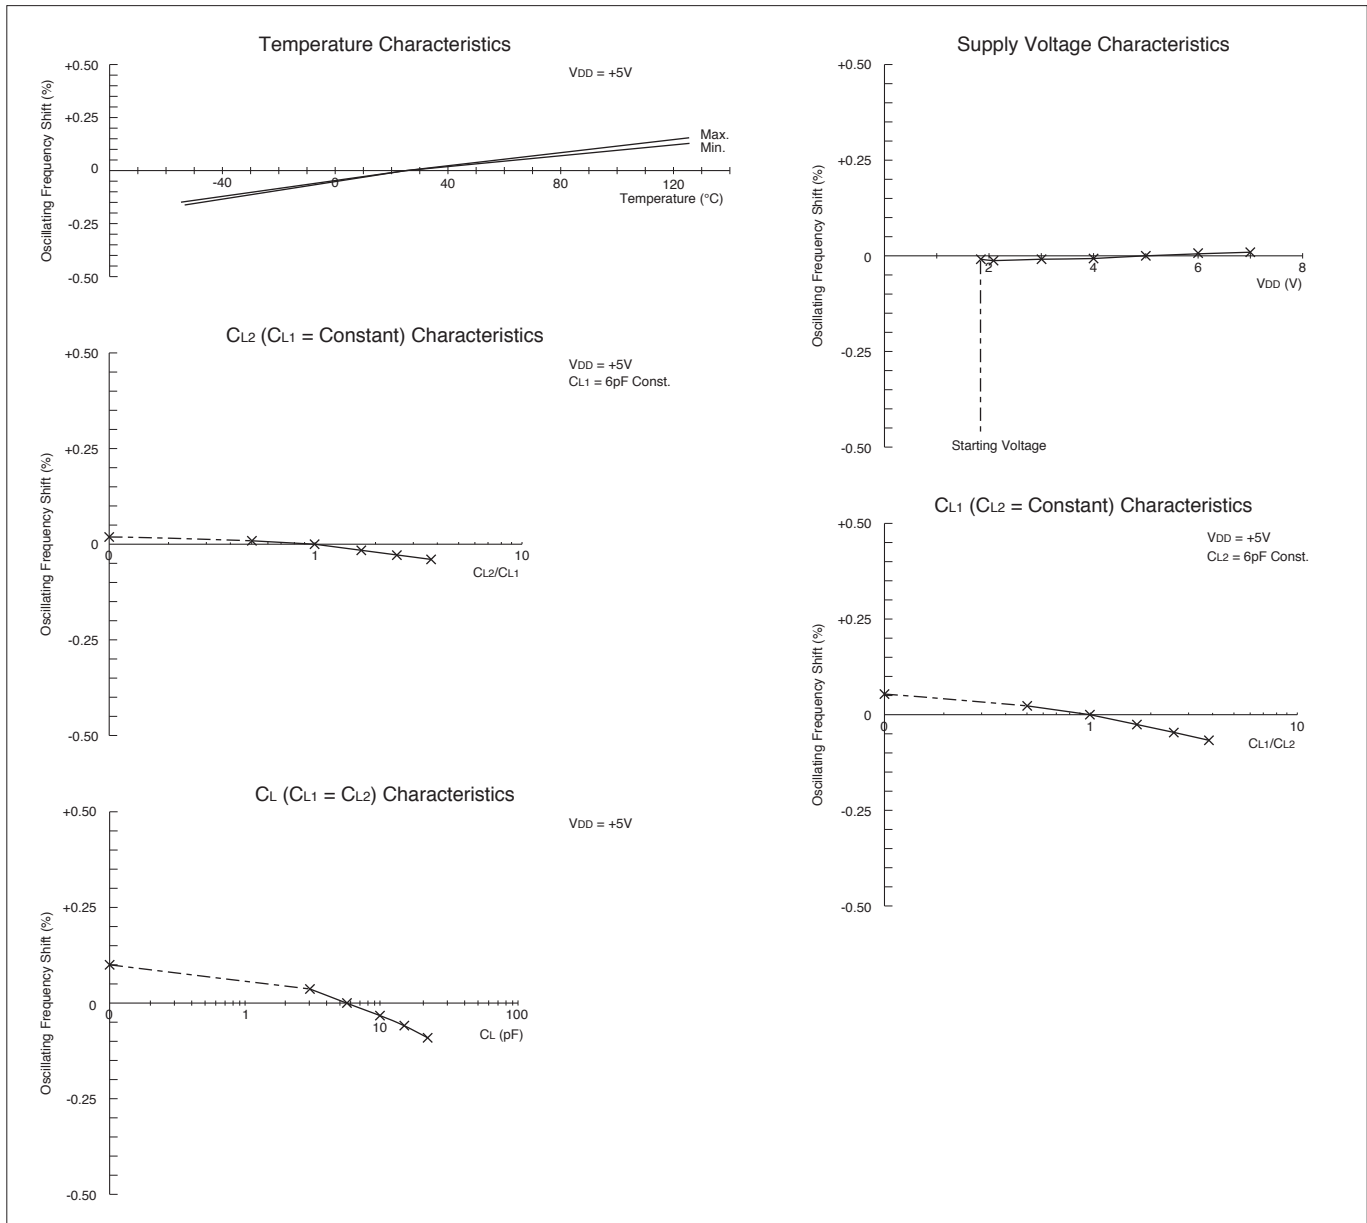 Temperature Characteristics
VDD = +5V
Oscillating Frequency Shift (%)
+0.50
+0.25
0
-0.25
-0.50
-40
0
40
80
120
Temperature (°C)
Max.
Min.
Supply Voltage Characteristics
Oscillating Frequency Shift (%)
+0.50
+0.25
0
-0.25
-0.50
2
4
6
8
VDD (V)
Starting Voltage
CL2 (CL1 = Constant) Characteristics
VDD = +5V
CL1 = 6pF Const.
Oscillating Frequency Shift (%)
+0.50
+0.25
0
-0.25
-0.50
0
1
10
CL2/CL1
CL1 (CL2 = Constant) Characteristics
VDD = +5V
CL2 = 6pF Const.
Oscillating Frequency Shift (%)
+0.50
+0.25
0
-0.25
-0.50
0
1
10
CL1/CL2
CL (CL1 = CL2) Characteristics
VDD = +5V
Oscillating Frequency Shift (%)
+0.50
+0.25
0
-0.25
-0.50
0
1
10
100
CL (pF)